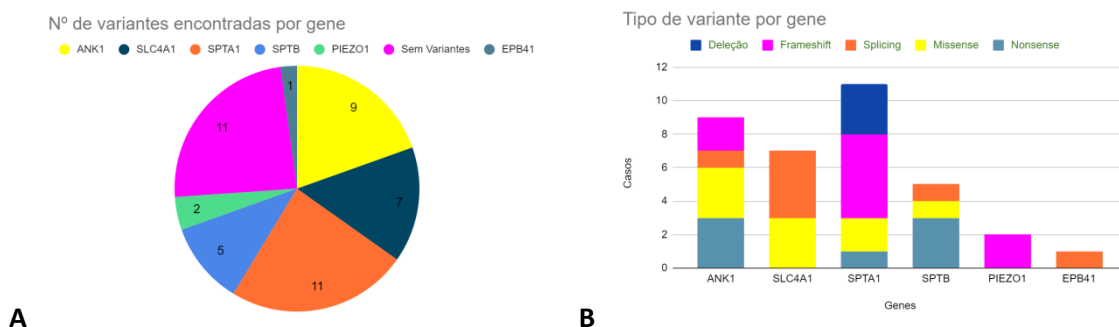 Nº de variantes encontradas por gene
ANK1 SLC4A1 SPTA1 SPTB PIEZO1 Sem Variantes EPB41
1
9
11
7
2
5
11
A
Tipo de variante por gene
Deleção Frameshift Splicing Missense Nonsense
12
10
8
6
4
2
0
Casos
ANK1 SLC4A1 SPTA1 SPTB PIEZO1 EPB41
Genes
B